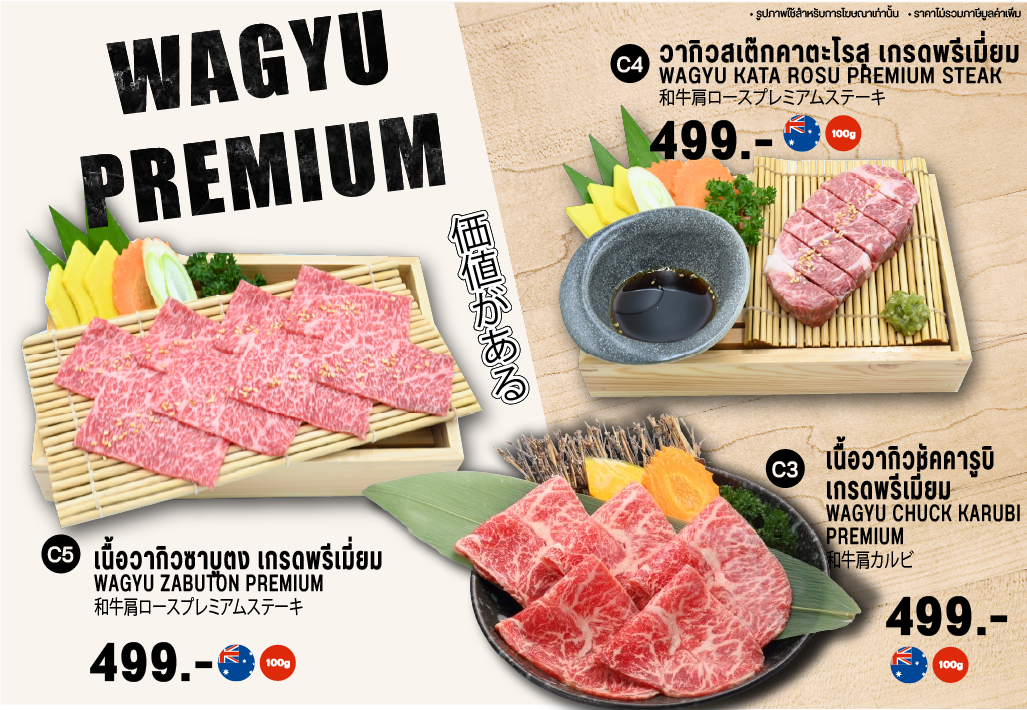 • รูปภาพใช้สำหรับการโฆษณาเท่านั้น • ราคาไม่รวมภาษีมูลค่าเพิ่ม
WAGYU
PREMIUM
価値がある
C4
วากิวสเต๊กคาตะโรสุ เกรดพรีเมี่ยม
WAGYU KATA ROSU PREMIUM STEAK
和牛肩ロースプレミアムステーキ
499.-
100g
C3
เนื้อวากิวชัคคารูบิ
เกรดพรีเมี่ยม
WAGYU CHUCK KARUBI
PREMIUM
和牛肩カルビ
499.-
100g
C5
เนื้อวากิวซาบูตง เกรดพรีเมี่ยม
WAGYU ZABUTON PREMIUM
和牛肩ロースプレミアムステーキ
499.-
100g